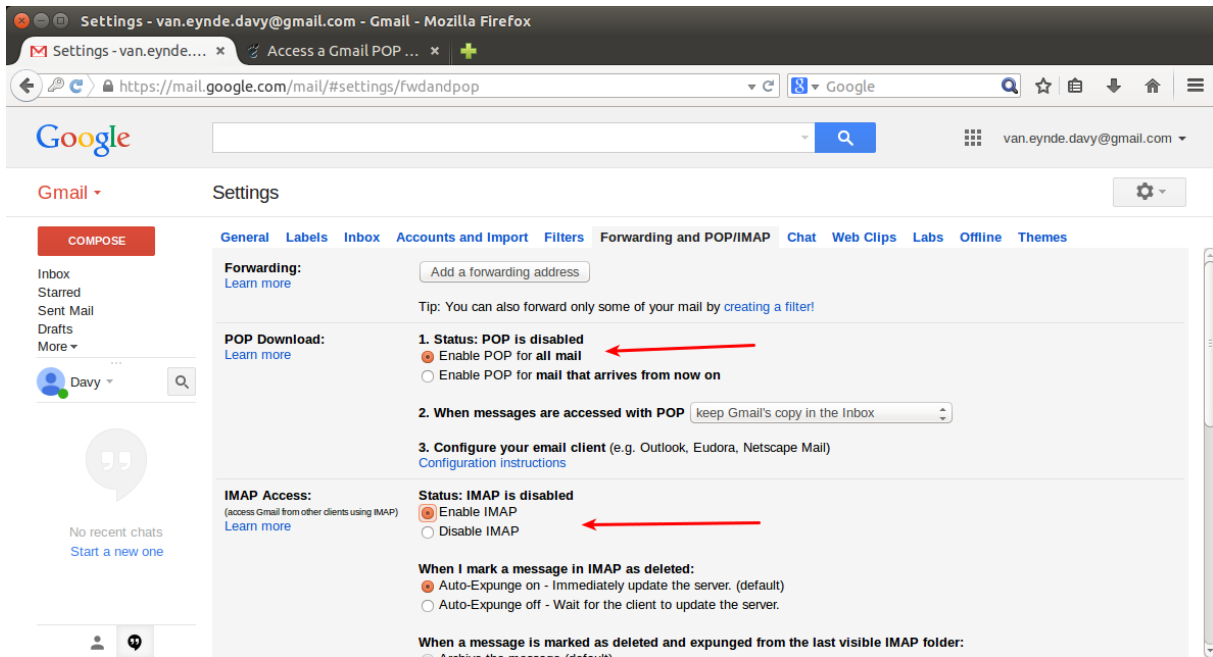 Settings - van.eynde.davy@gmail.com - Gmail - Mozilla Firefox
Settings - van.eynde.... × Access a Gmail POP ... ×
https://mail.google.com/mail/#settings/fwdandpop Google
Google van.eynde.davy@gmail.com
Gmail Settings
COMPOSE
Inbox
Starred
Sent Mail
Drafts
More
Davy
No recent chats
Start a new one
General Labels Inbox Accounts and Import Filters Forwarding and POP/IMAP Chat Web Clips Labs Offline Themes
Forwarding:
Learn more
Add a forwarding address
Tip: You can also forward only some of your mail by creating a filter!
POP Download:
Learn more
1. Status: POP is disabled
Enable POP for all mail
Enable POP for mail that arrives from now on
2. When messages are accessed with POP keep Gmail's copy in the Inbox
3. Configure your email client (e.g. Outlook, Eudora, Netscape Mail)
Configuration instructions
IMAP Access:
(access Gmail from other clients using IMAP)
Learn more
Status: IMAP is disabled
Enable IMAP
Disable IMAP
When I mark a message in IMAP as deleted:
Auto-Expunge on - Immediately update the server. (default)
Auto-Expunge off - Wait for the client to update the server.
When a message is marked as deleted and expunged from the last visible IMAP folder:
Archive the message (default)